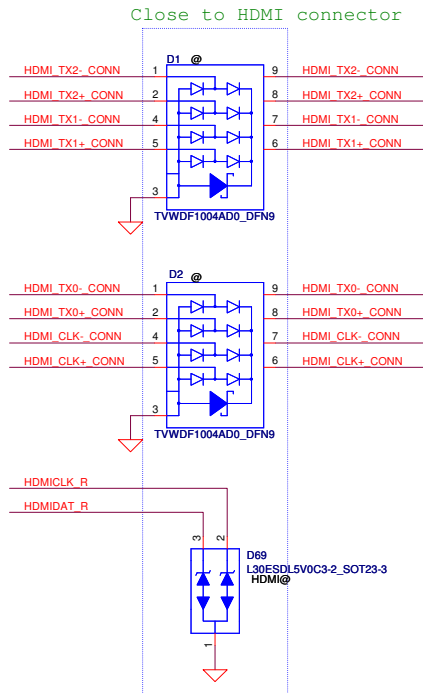 Close to HDMI connector
D1 @
HDMI_TX2-_CONN 1 9 HDMI_TX2-_CONN
HDMI_TX2+_CONN 2 8 HDMI_TX2+_CONN
HDMI_TX1-_CONN 4 7 HDMI_TX1-_CONN
HDMI_TX1+_CONN 5 6 HDMI_TX1+_CONN
3
TVWDF1004AD0_DFN9
D2 @
HDMI_TX0-_CONN 1 9 HDMI_TX0-_CONN
HDMI_TX0+_CONN 2 8 HDMI_TX0+_CONN
HDMI_CLK-_CONN 4 7 HDMI_CLK-_CONN
HDMI_CLK+_CONN 5 6 HDMI_CLK+_CONN
3
TVWDF1004AD0_DFN9
HDMICLK_R
HDMIDAT_R
3 2
D69
L30ESDL5V0C3-2_SOT23-3
HDMI@
1